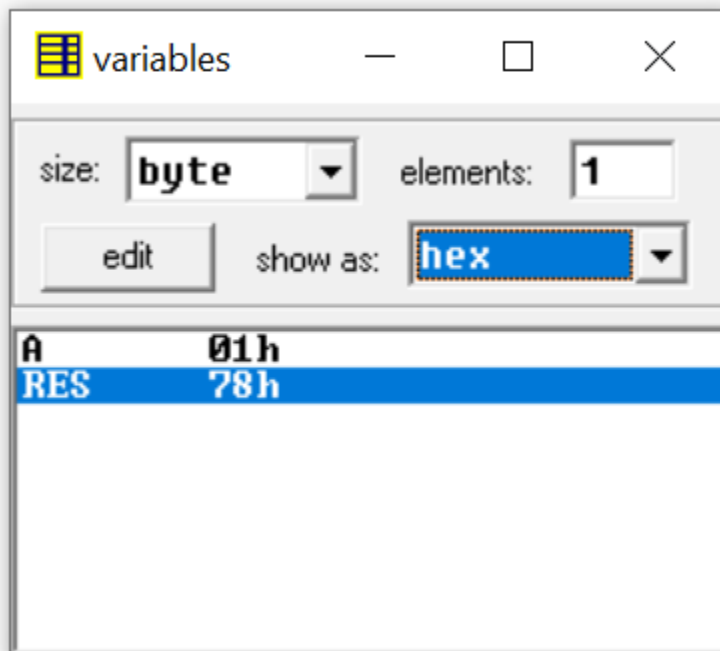 variables
size: byte elements: 1
edit show as: hex
A 01h
RES 78h